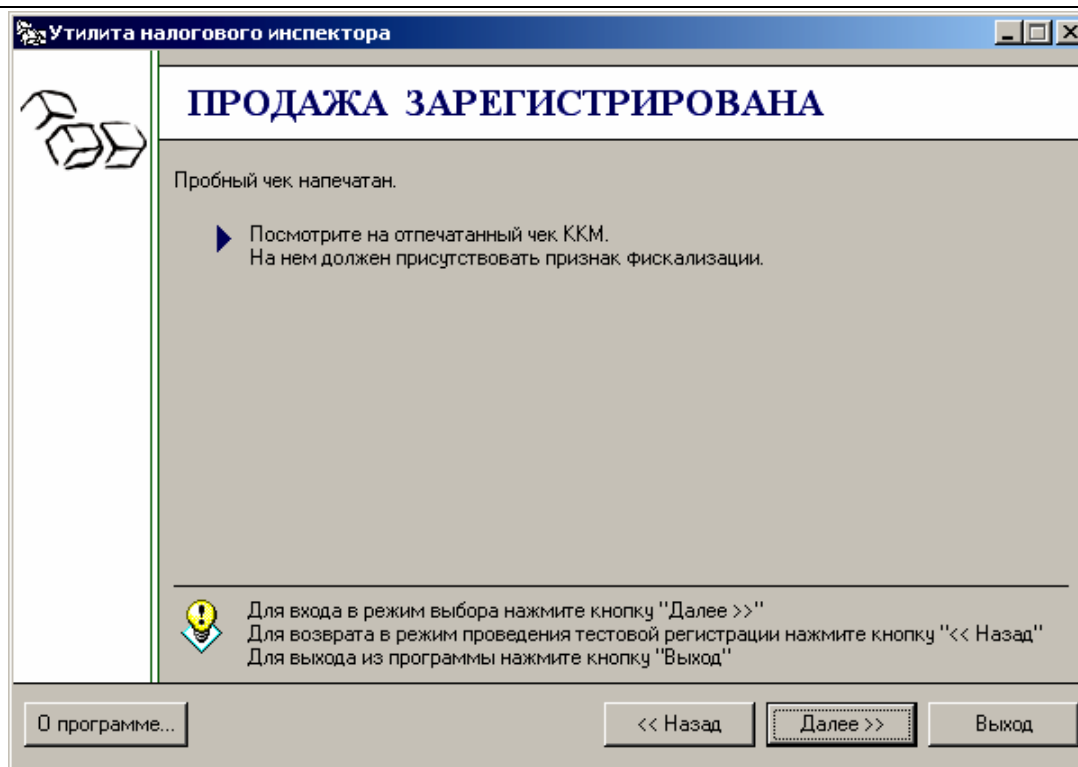 Утилита налогового инспектора
ПРОДАЖА ЗАРЕГИСТРИРОВАНА
Пробный чек напечатан.
Посмотрите на отпечатанный чек ККМ.
На нем должен присутствовать признак фискализации.
Для входа в режим выбора нажмите кнопку "Далее >>"
Для возврата в режим проведения тестовой регистрации нажмите кнопку "<< Назад"
Для выхода из программы нажмите кнопку "Выход"
О программе... << Назад Далее >> Выход